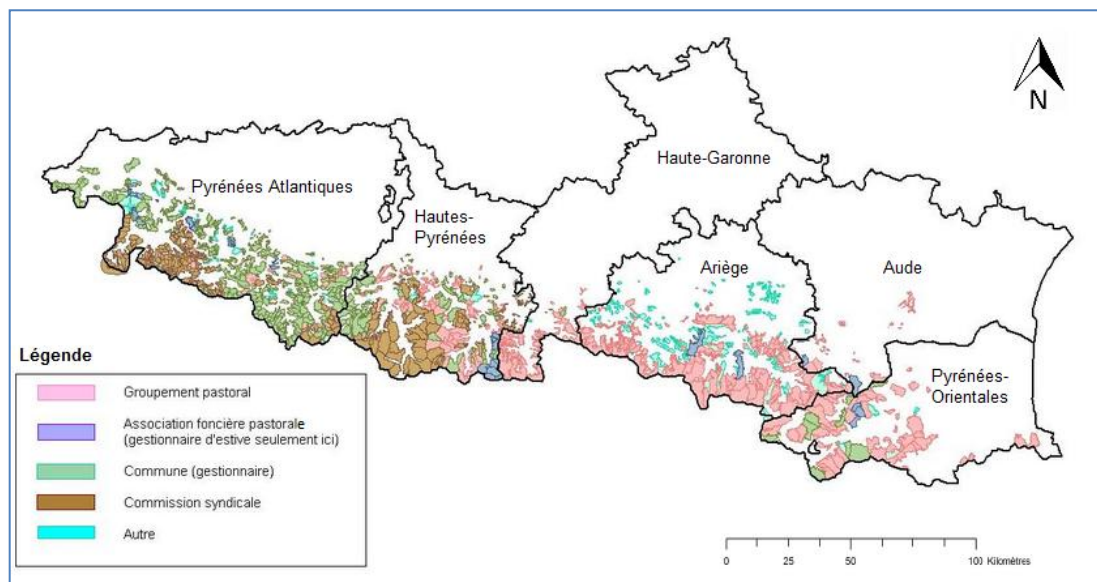 N
Haute-Garonne
Pyrénées Atlantiques
Hautes-
Pyrénées
Ariège
Aude
Pyrénées-
Orientales
Légende
Groupement pastoral
Association foncière pastorale
(gestionnaire d'estive seulement ici)
Commune (gestionnaire)
Commission syndicale
Autre
0 25 50 100 Kilomètres